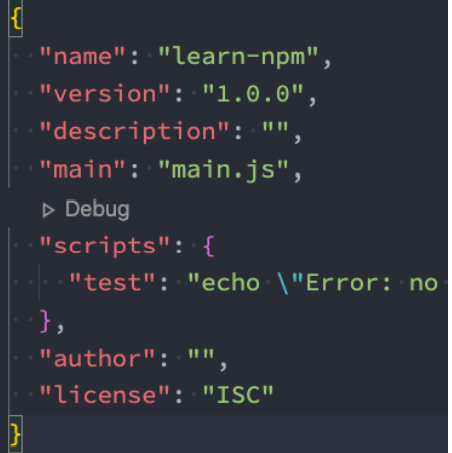 {
  "name": "learn-npm",
  "version": "1.0.0",
  "description": "",
  "main": "main.js",
  Debug
  "scripts": {
    "test": "echo \"Error: no
  },
  "author": "",
  "license": "ISC"
}